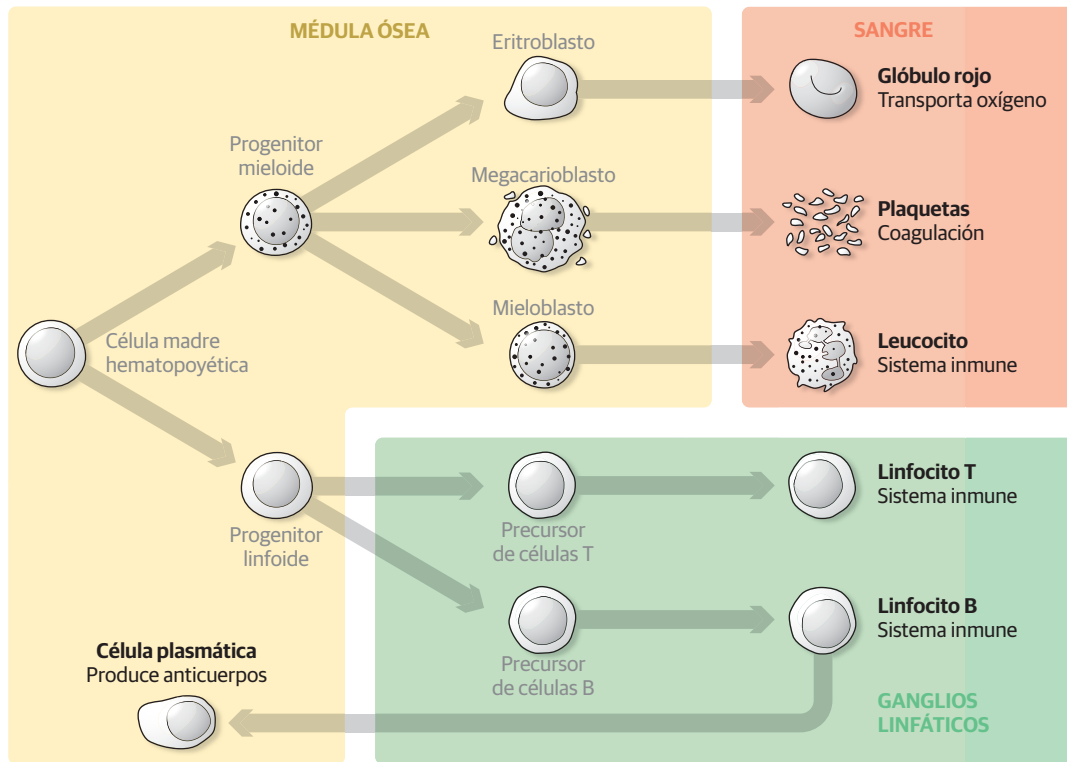 MÉDULA ÓSEA
SANGRE
Eritroblasto
Glóbulo rojo
Transporta oxígeno
Progenitor
mieloide
Megacarioblasto
Plaquetas
Coagulación
Mieloblasto
Célula madre
hematopoyética
Leucocito
Sistema inmune
Progenitor
linfoide
Precursor
de células T
Linfocito T
Sistema inmune
Precursor
de células B
Linfocito B
Sistema inmune
Célula plasmática
Produce anticuerpos
GANGLIOS
LINFÁTICOS